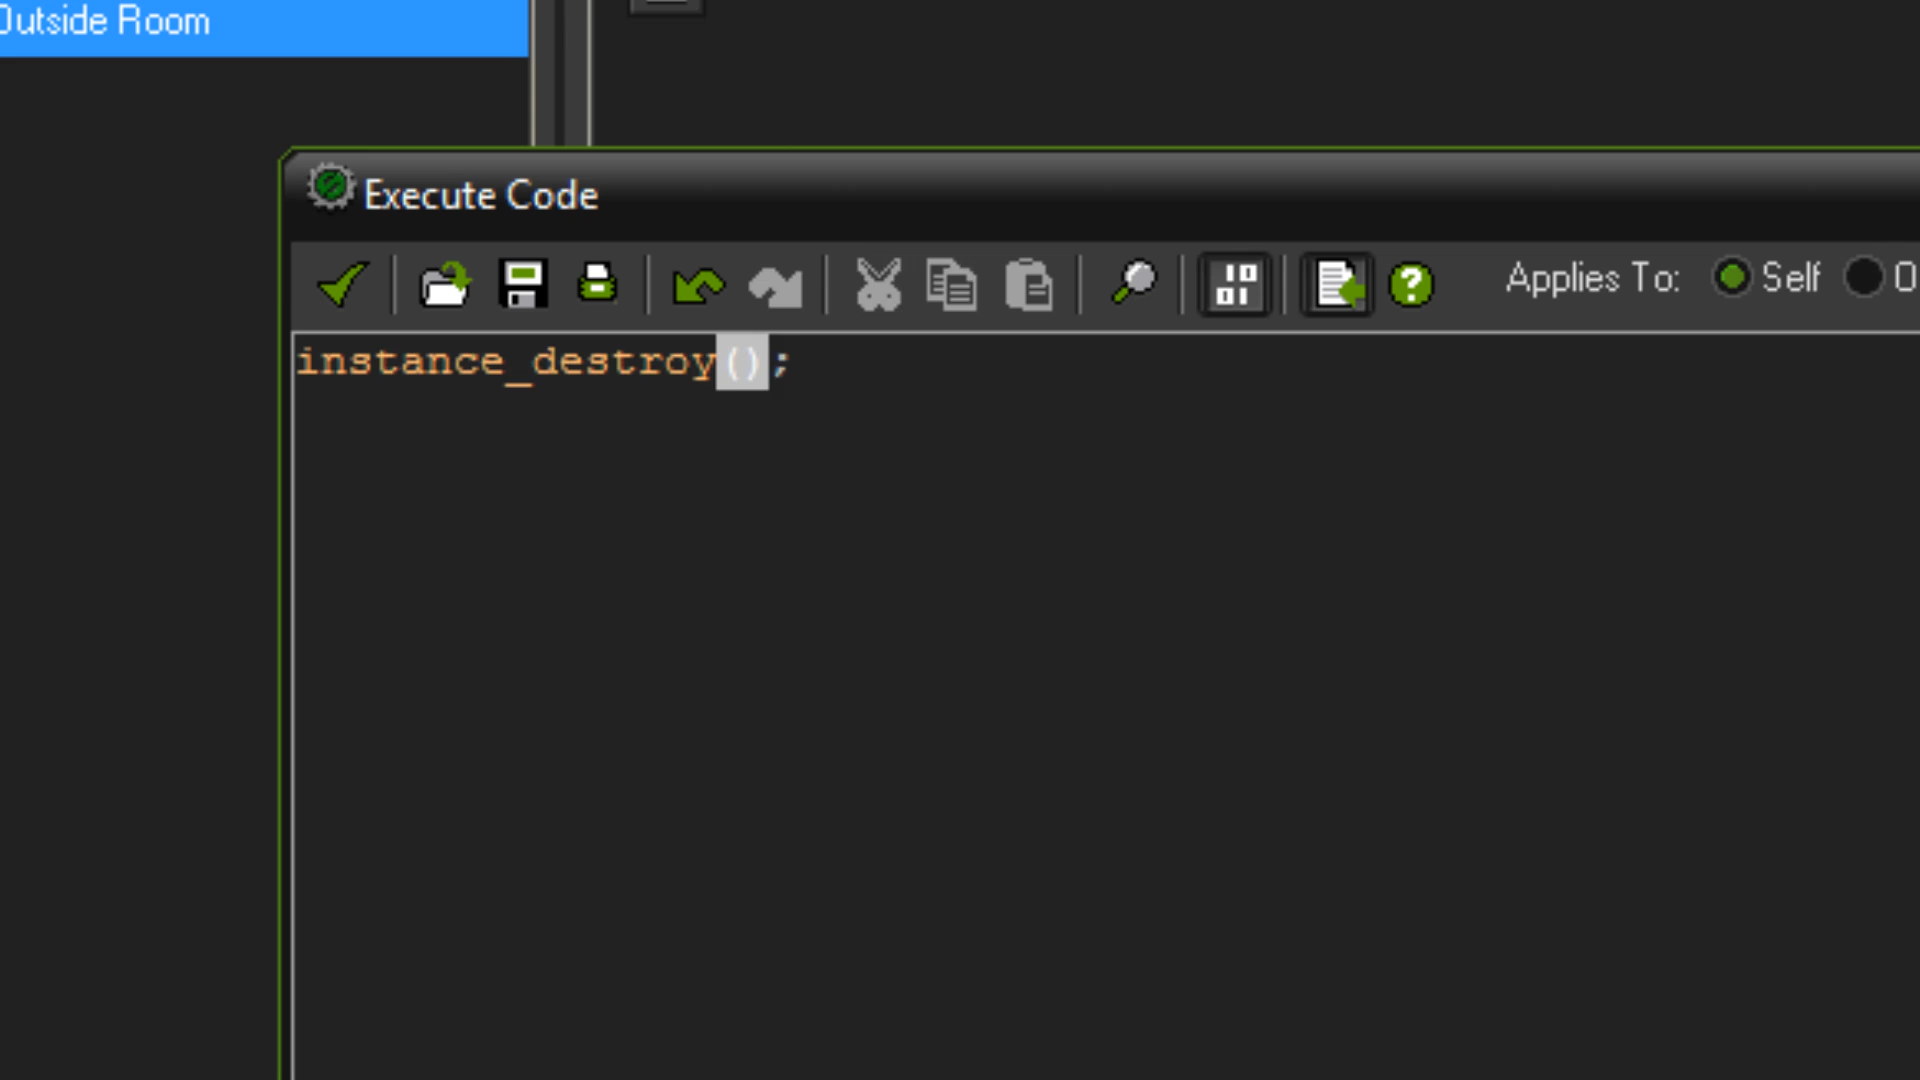 Outside Room
Execute Code
Applies To: Self O
instance_destroy();